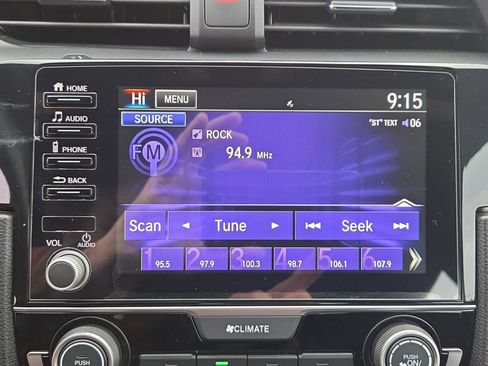 HOME
AUDIO
PHONE
BACK
VOL AUDIO
Hi MENU 9:15
SOURCE "ST" TEXT 06
FM ROCK
94.9 MHz
Scan Tune Seek
1 95.5 2 97.9 3 100.3 4 98.7 5 106.1 6 107.9
CLIMATE
PUSH PUSH
ON/